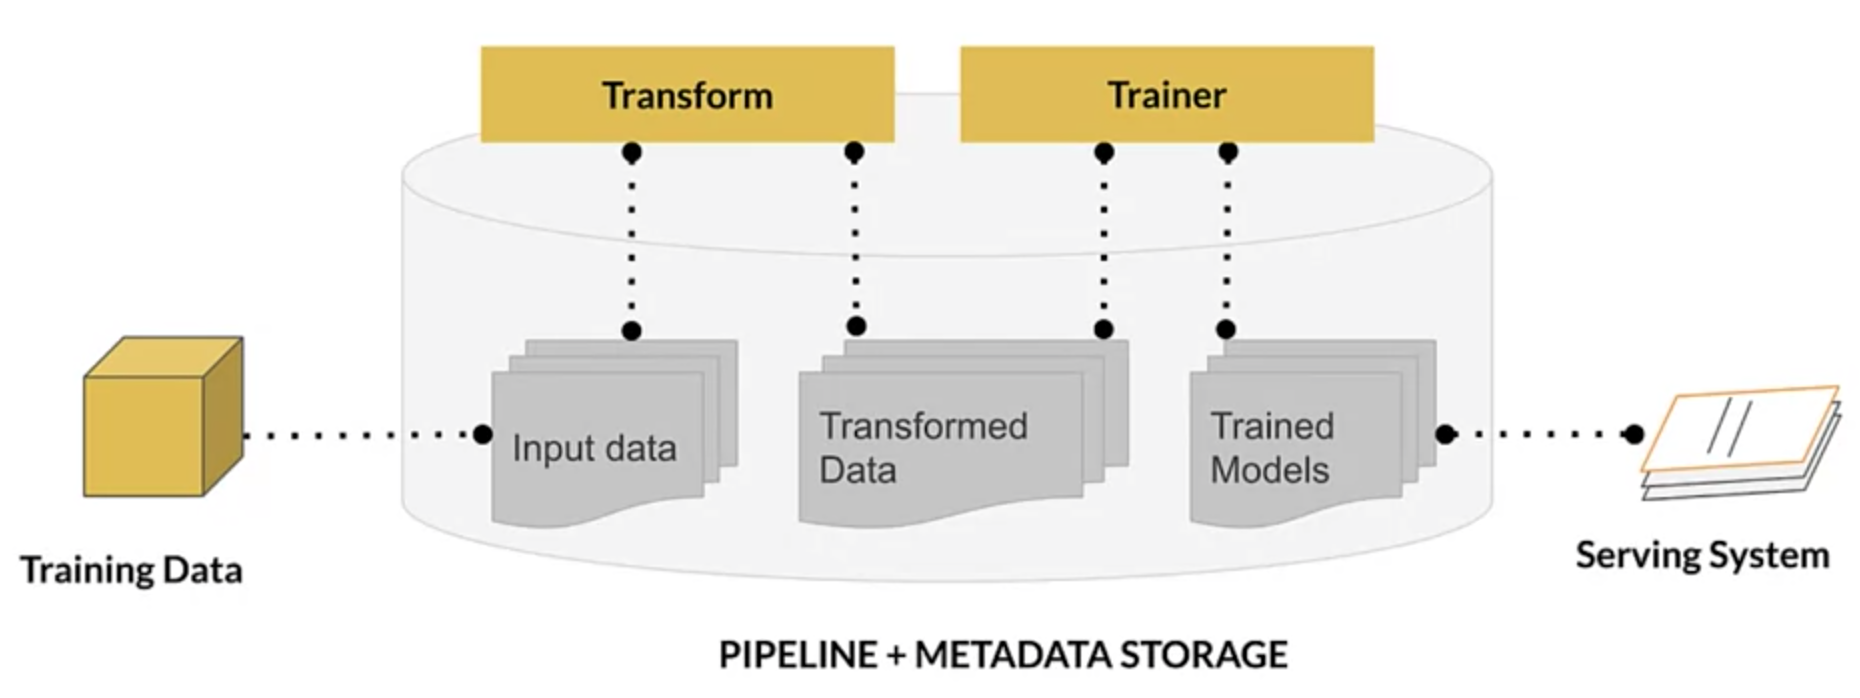 Transform
Trainer
Input data
Transformed
Data
Trained
Models
Training Data
Serving System
PIPELINE + METADATA STORAGE